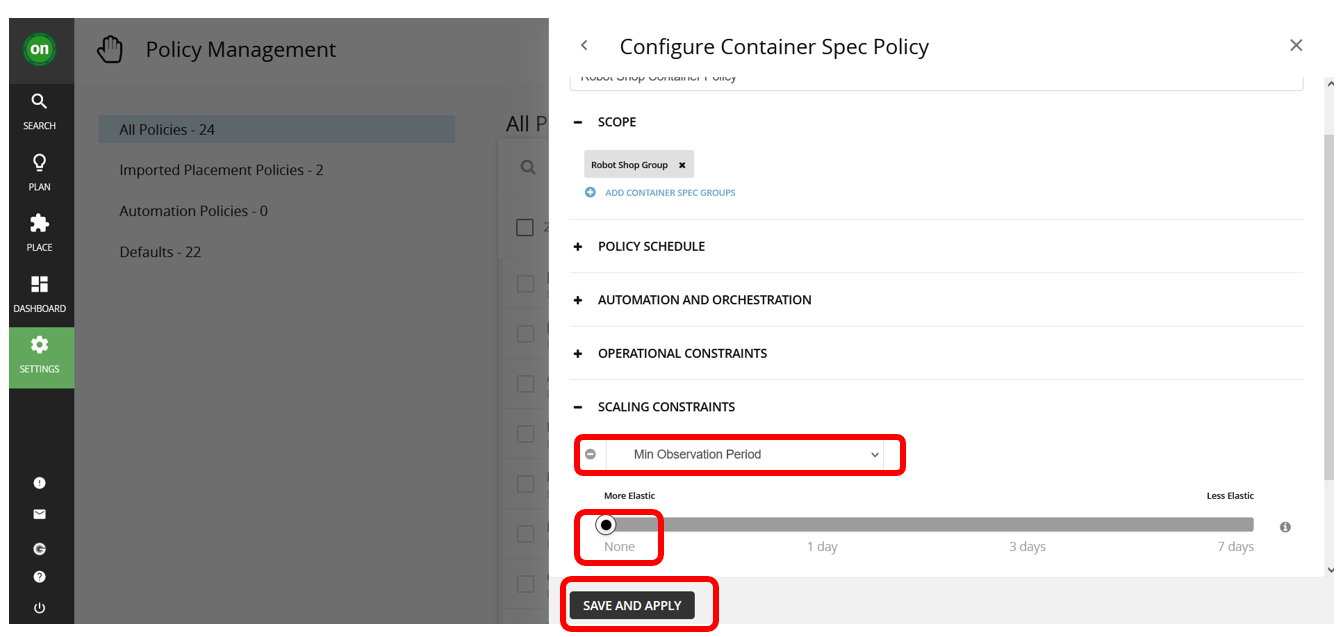 on
Policy Management
Configure Container Spec Policy
Robot Shop Container Policy
SEARCH
PLAN
PLACE
DASHBOARD
SETTINGS
All Policies - 24
Imported Placement Policies - 2
Automation Policies - 0
Defaults - 22
All P
2
SCOPE
Robot Shop Group
ADD CONTAINER SPEC GROUPS
POLICY SCHEDULE
AUTOMATION AND ORCHESTRATION
OPERATIONAL CONSTRAINTS
SCALING CONSTRAINTS
Min Observation Period
More Elastic Less Elastic
None 1 day 3 days 7 days
SAVE AND APPLY